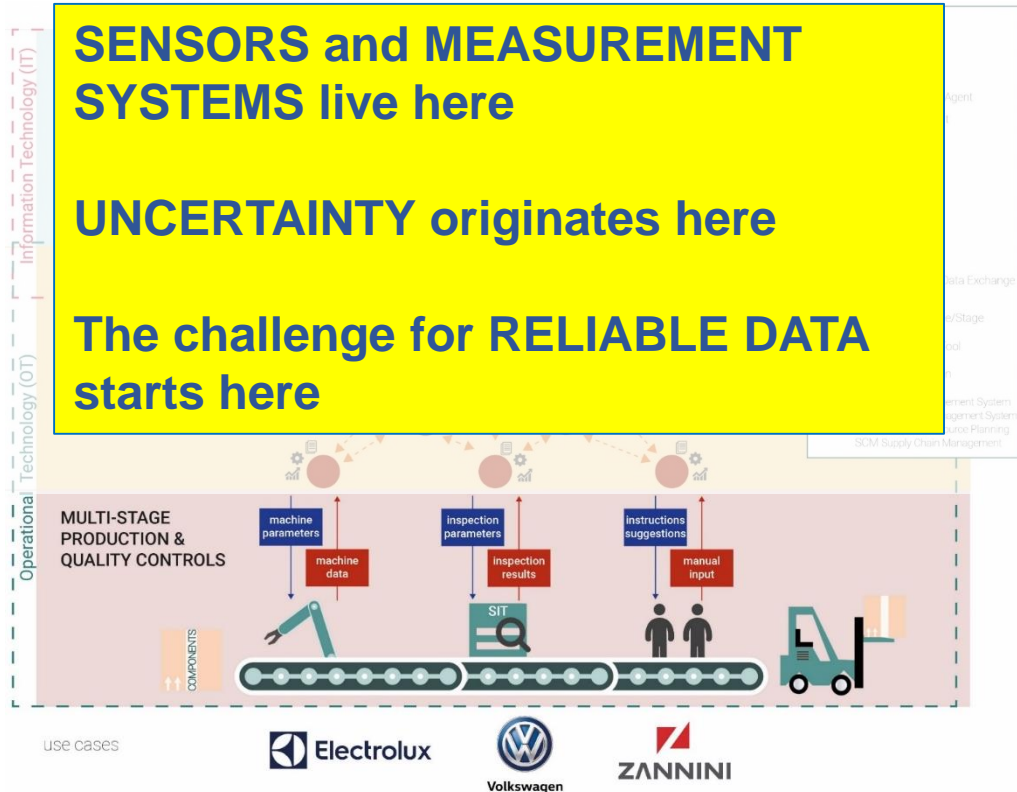 SENSORS and MEASUREMENT
SYSTEMS live here
UNCERTAINTY originates here
The challenge for RELIABLE DATA
starts here
Information Technology (IT)
Operational Technology (OT)
Agent
Data Exchange
e/Stage
ool
ement System
agement System
urce Planning
SCM Supply Chain Management
MULTI-STAGE
PRODUCTION &
QUALITY CONTROLS
machine
parameters
machine
data
inspection
parameters
inspection
results
instructions
suggestions
manual
input
COMPONENTS
SIT
use cases
Electrolux
Volkswagen
ZANNINI